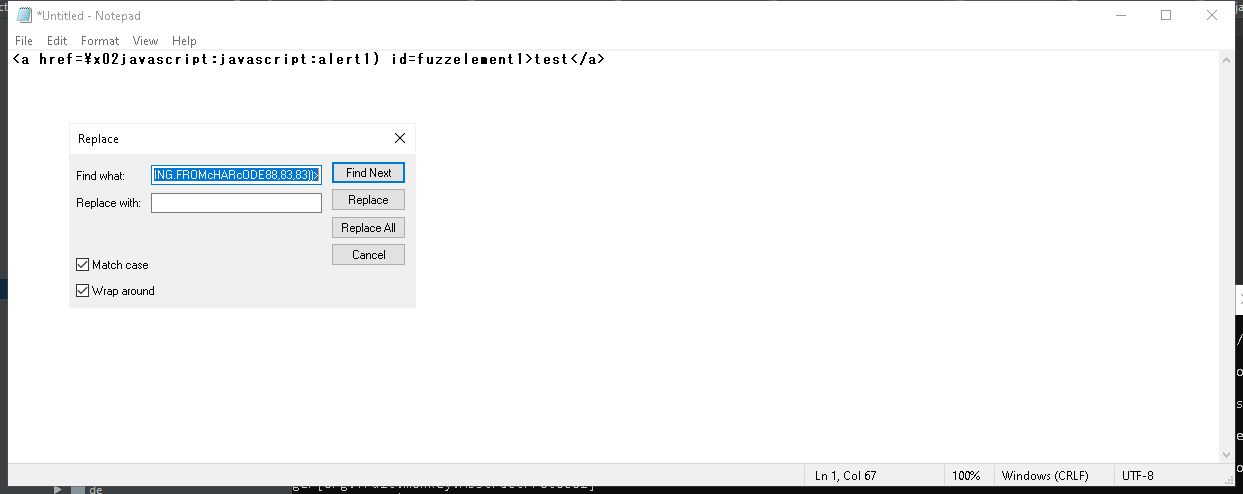 *Untitled - Notepad
File Edit Format View Help
<a href=¥x02javascript:javascript:alert1) id=fuzzelement1>test</a>
Replace
Find what: ING.FROMcHARcODE88,83,83))> Find Next
Replace with: Replace
Replace All
Cancel
Match case
Wrap around
Ln 1, Col 67 100% Windows (CRLF) UTF-8
de